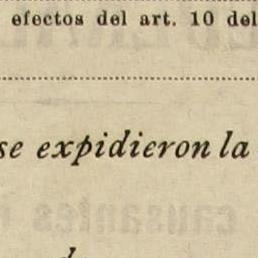 efectos del art. 10 del
se expidieron la